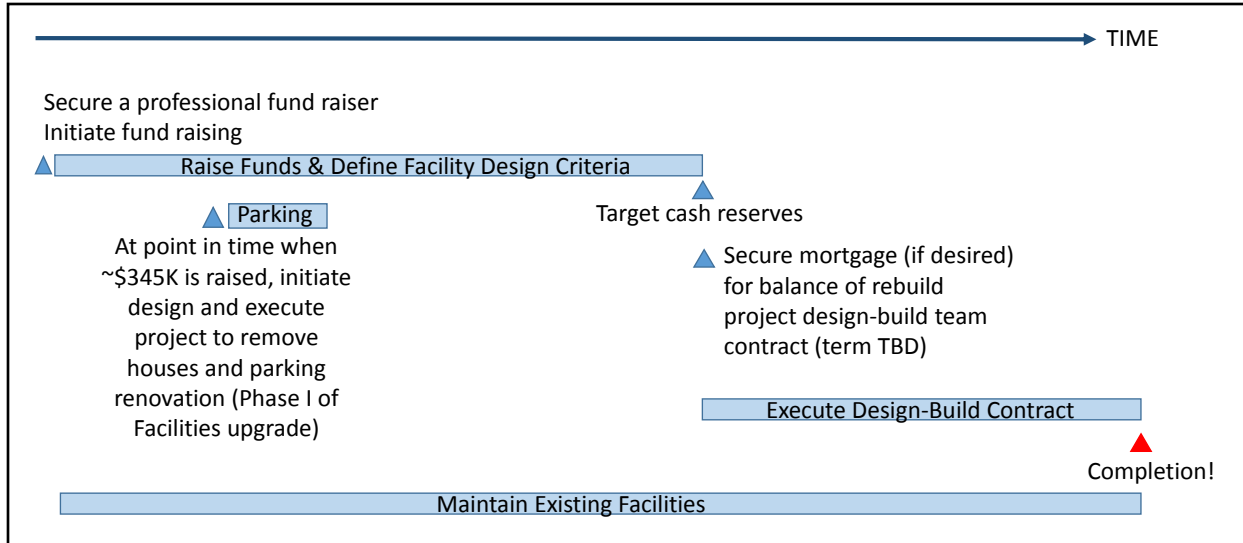 TIME
Secure a professional fund raiser
Initiate fund raising
Raise Funds & Define Facility Design Criteria
Parking
At point in time when
~$345K is raised, initiate
design and execute
project to remove
houses and parking
renovation (Phase I of
Facilities upgrade)
Target cash reserves
Secure mortgage (if desired)
for balance of rebuild
project design-build team
contract (term TBD)
Execute Design-Build Contract
Completion!
Maintain Existing Facilities